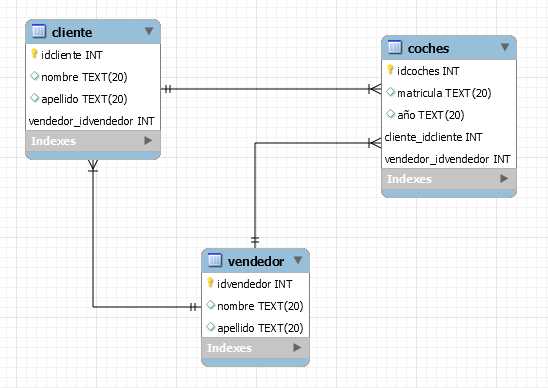 cliente
idcliente INT
nombre TEXT(20)
apellido TEXT(20)
vendedor_idvendedor INT
Indexes
coches
idcoches INT
matricula TEXT(20)
año TEXT(20)
cliente_idcliente INT
vendedor_idvendedor INT
Indexes
vendedor
idvendedor INT
nombre TEXT(20)
apellido TEXT(20)
Indexes